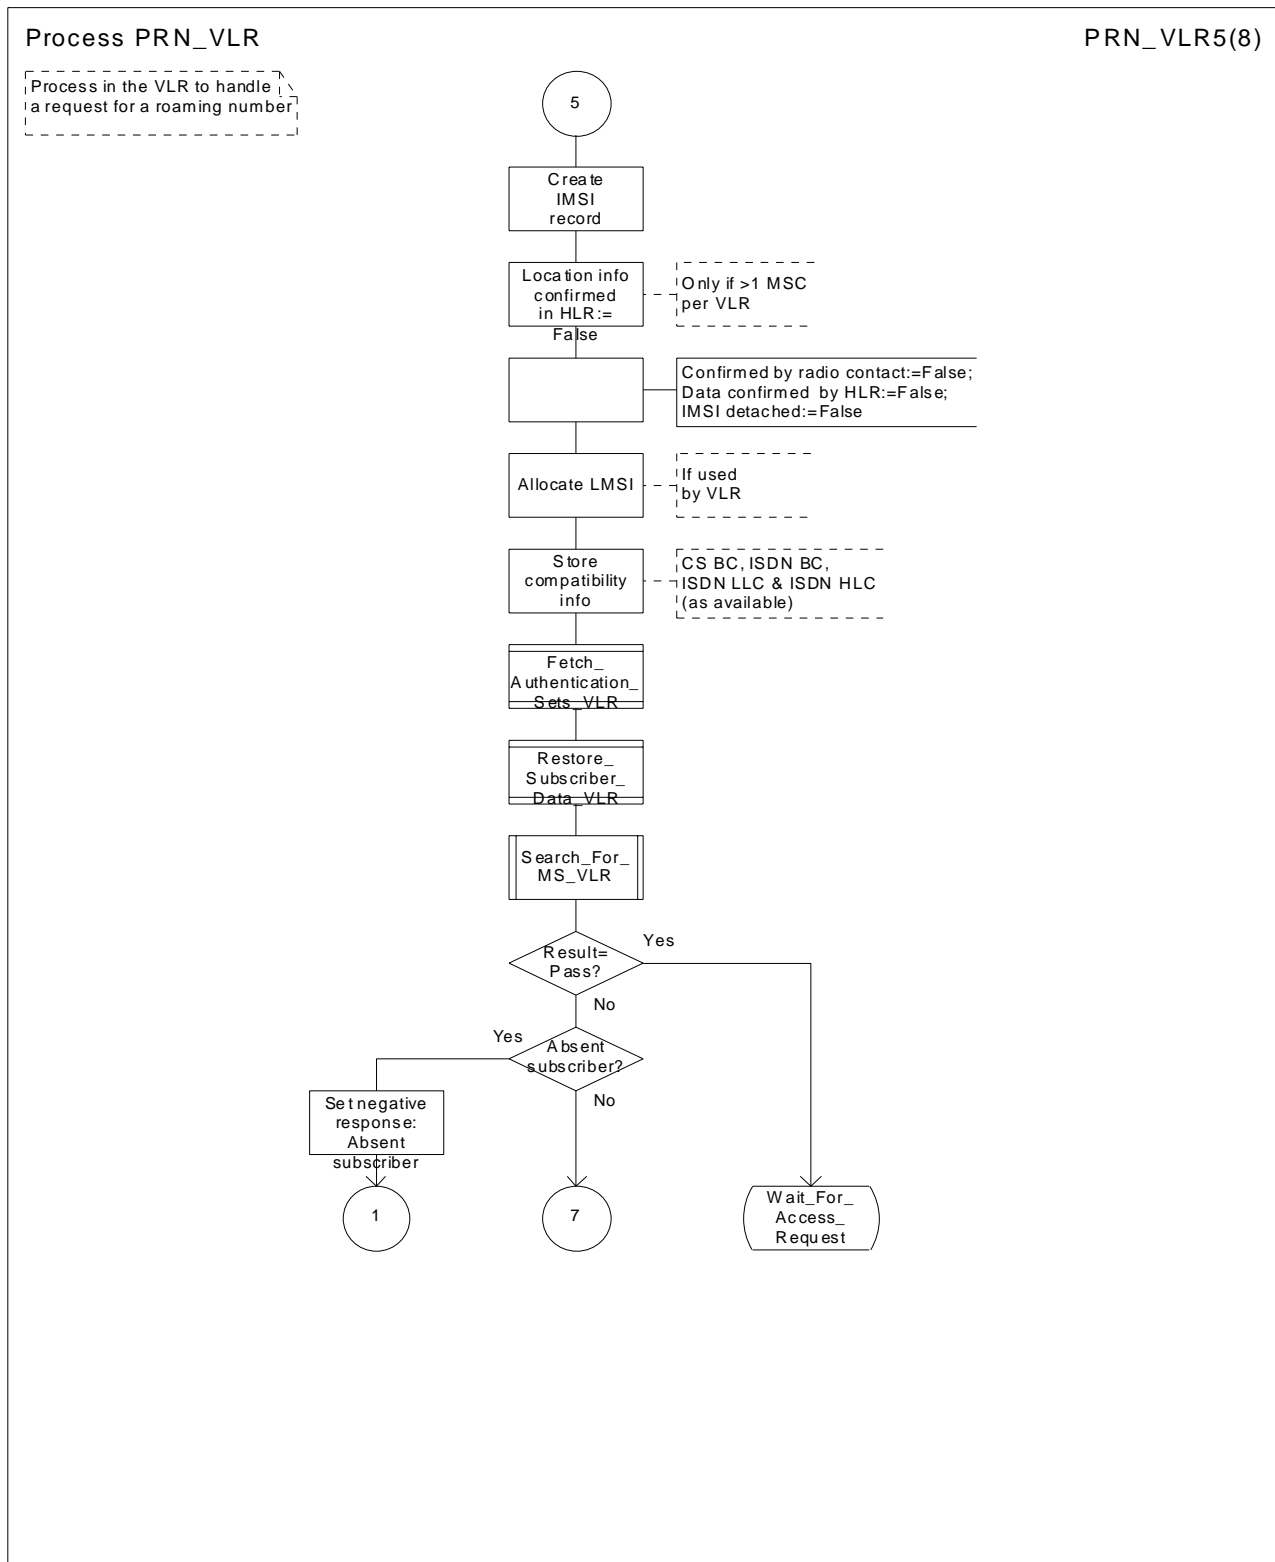 Process PRN_VLR
PRN_VLR5(8)
Process in the VLR to handle
a request for a roaming number
5
Create
IMSI
record
Location info
confirmed
in HLR:=
False
Only if >1 MSC
per VLR
Confirmed by radio contact:=False;
Data confirmed by HLR:=False;
IMSI detached:=False
Allocate LMSI
If used
by VLR
Store
compatibility
info
CS BC, ISDN BC,
ISDN LLC & ISDN HLC
(as available)
Fetch_
Authentication_
Sets_VLR
Restore_
Subscriber_
Data_VLR
Search_For_
MS_VLR
Result=
Pass?
Yes
No
Absent
subscriber?
Yes
No
Set negative
response:
Absent
subscriber
1
7
Wait_For_
Access_
Request